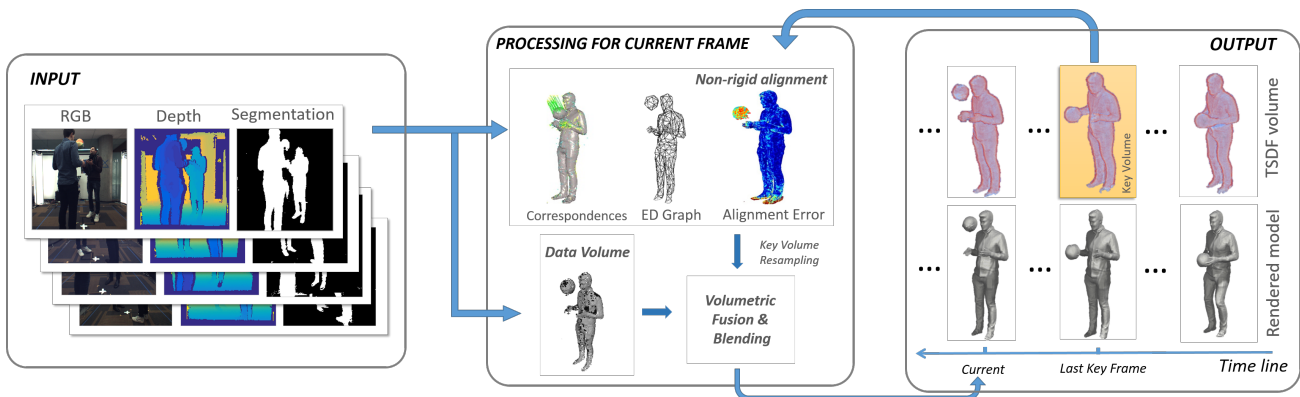 INPUT
RGB
Depth
Segmentation
PROCESSING FOR CURRENT FRAME
Non-rigid alignment
Correspondences
ED Graph
Alignment Error
Data Volume
Key Volume
Resampling
Volumetric
Fusion &
Blending
OUTPUT
...
...
Key Volume
...
TSDF volume
...
...
...
Rendered model
Current
Last Key Frame
Time line